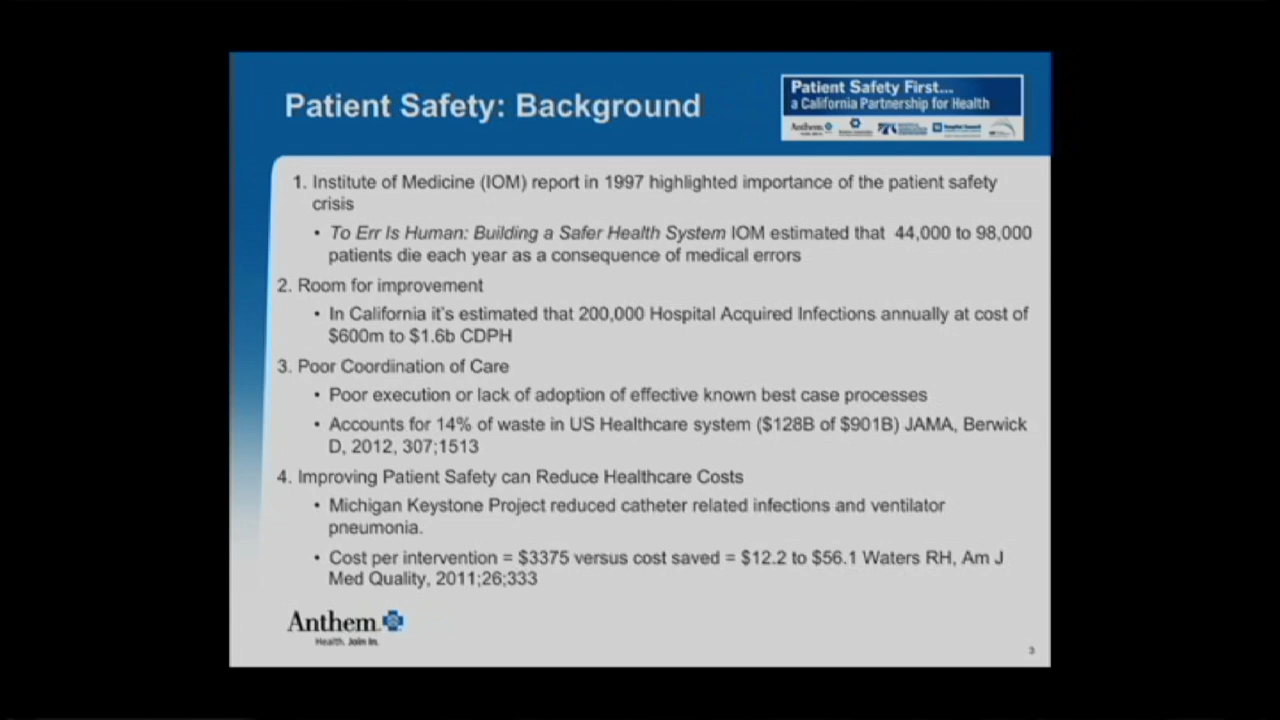 Patient Safety: Background
Patient Safety First...
a California Partnership for Health
Anthem
Hospital Council
1. Institute of Medicine (IOM) report in 1997 highlighted importance of the patient safety
crisis
• To Err Is Human: Building a Safer Health System IOM estimated that 44,000 to 98,000
patients die each year as a consequence of medical errors
2. Room for improvement
• In California it's estimated that 200,000 Hospital Acquired Infections annually at cost of
$600m to $1.6b CDPH
3. Poor Coordination of Care
• Poor execution or lack of adoption of effective known best case processes
• Accounts for 14% of waste in US Healthcare system ($128B of $901B) JAMA, Berwick
D, 2012, 307;1513
4. Improving Patient Safety can Reduce Healthcare Costs
• Michigan Keystone Project reduced catheter related infections and ventilator
pneumonia.
• Cost per intervention = $3375 versus cost saved = $12.2 to $56.1 Waters RH, Am J
Med Quality, 2011;26;333
Anthem
Health. Join In.
3